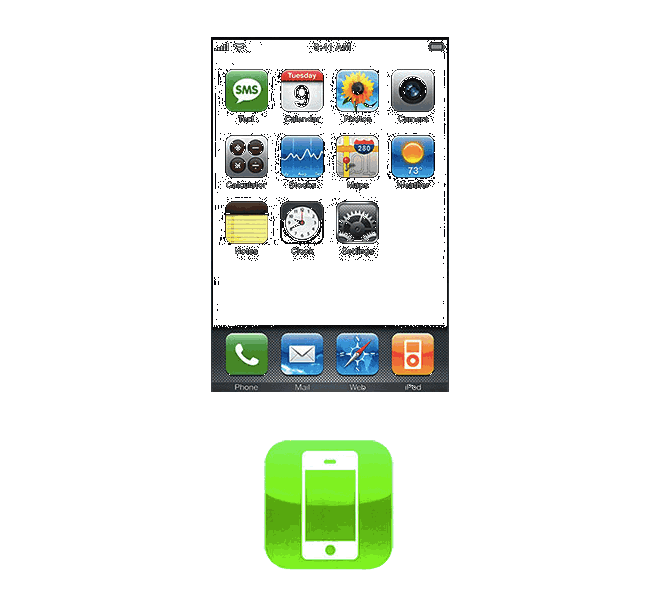 9:41 AM
SMS
Tuesday
9
Text Calendar Photos Camera
280
73°
Calculator Stocks Maps Weather
Notes Clock Settings
Phone Mail Web iPod